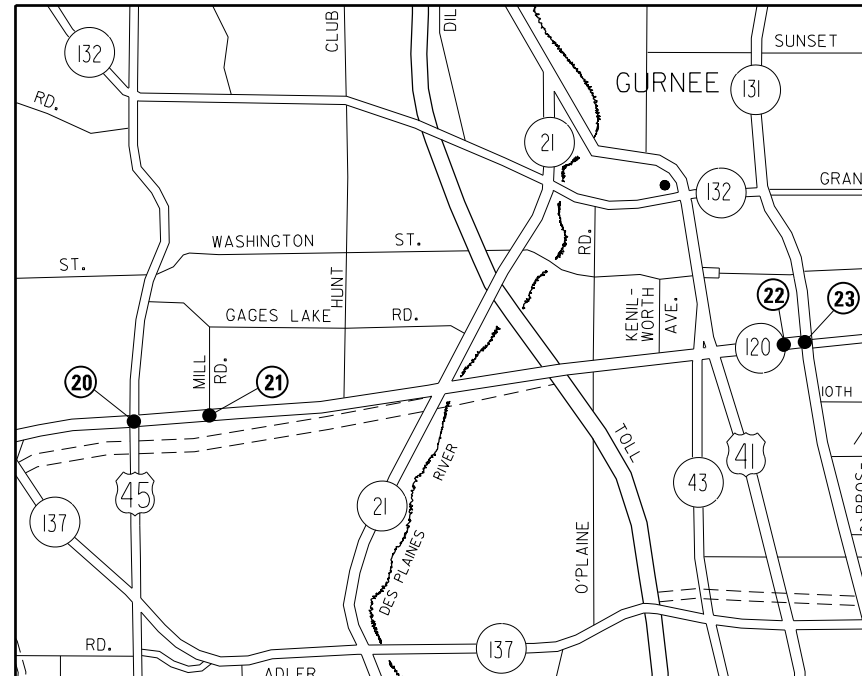 CLUB
DIL
SUNSET
132
GURNEE
131
RD.
21
132
GRAN
RD.
WASHINGTON ST.
ST.
HUNT
KENIL-
WORTH
AVE.
22
23
GAGES LAKE RD.
120
MILL
RD.
20
21
10TH
TOLL
41
RIVER
45
43
21
137
DES PLAINES
O'PLAINE
RD.
137
ADLER